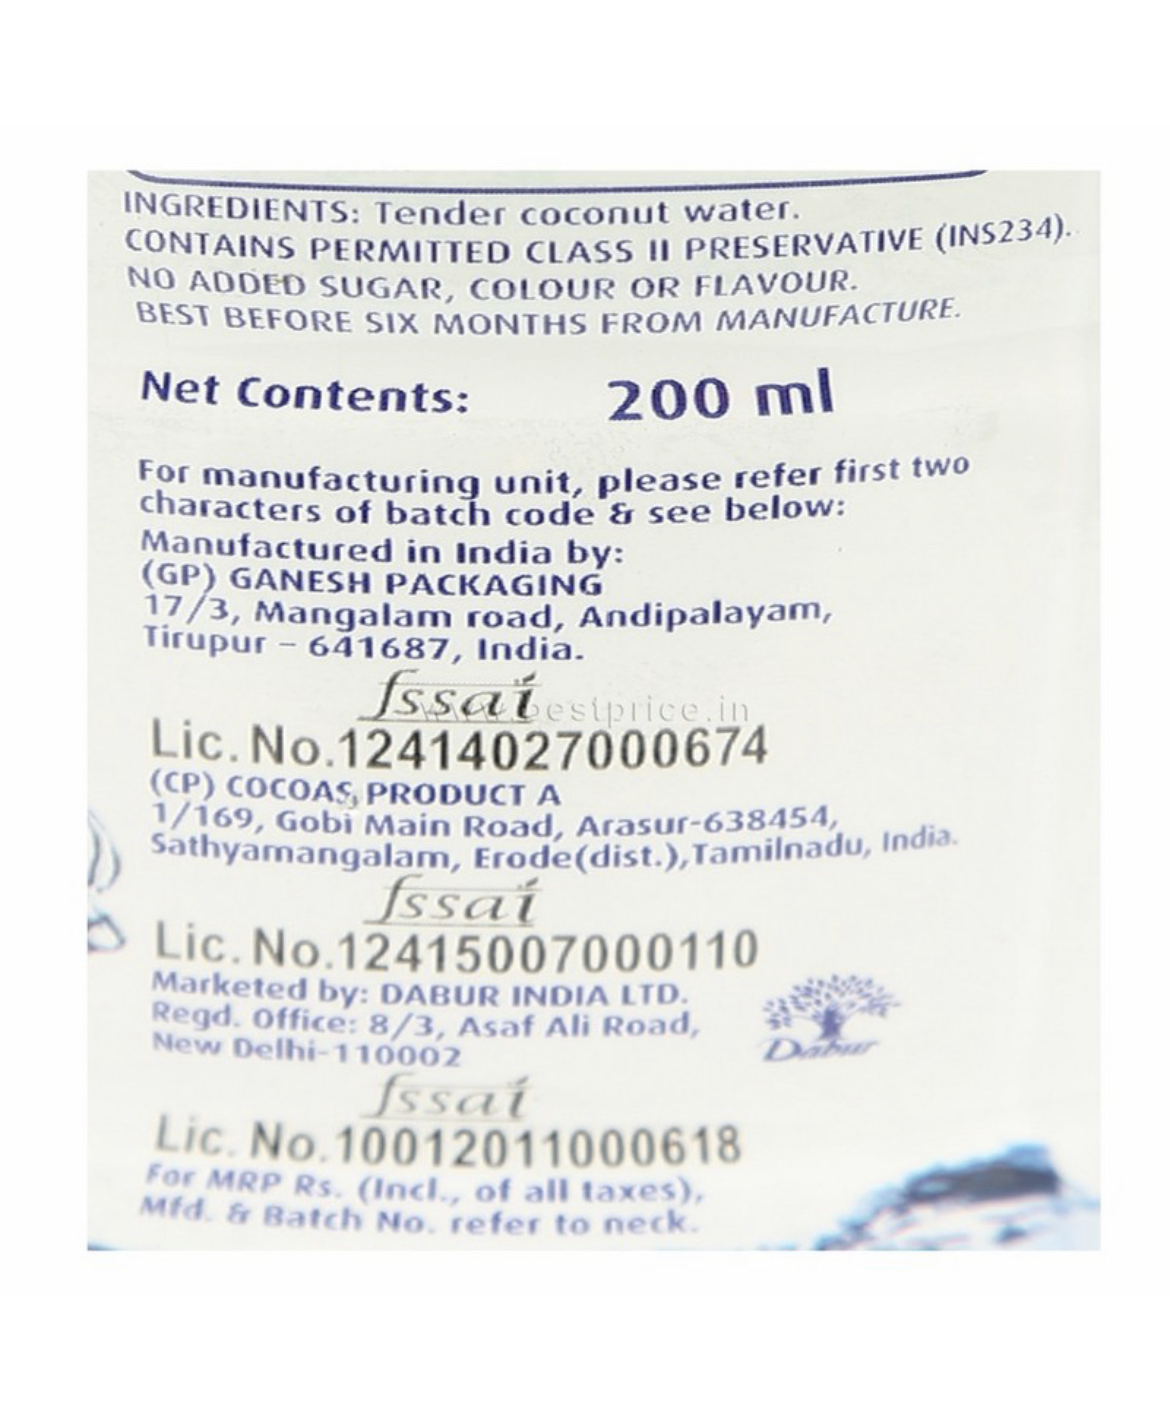 INGREDIENTS: Tender coconut water.
CONTAINS PERMITTED CLASS II PRESERVATIVE (INS234).
NO ADDED SUGAR, COLOUR OR FLAVOUR.
BEST BEFORE SIX MONTHS FROM MANUFACTURE.
Net Contents: 200 ml
For manufacturing unit, please refer first two
characters of batch code & see below:
Manufactured in India by:
(GP) GANESH PACKAGING
17/3, Mangalam road, Andipalayam,
Tirupur – 641687, India.
fssai
www.bestprice.in
Lic. No.12414027000674
(CP) COCOAS, PRODUCT A
1/169, Gobi Main Road, Arasur-638454,
Sathyamangalam, Erode(dist.),Tamilnadu, India.
fssai
Lic. No.12415007000110
Marketed by: DABUR INDIA LTD.
Regd. Office: 8/3, Asaf Ali Road,
New Delhi-110002
Dabur
fssai
Lic. No.10012011000618
For MRP Rs. (Incl., of all taxes),
Mfd. & Batch No. refer to neck.